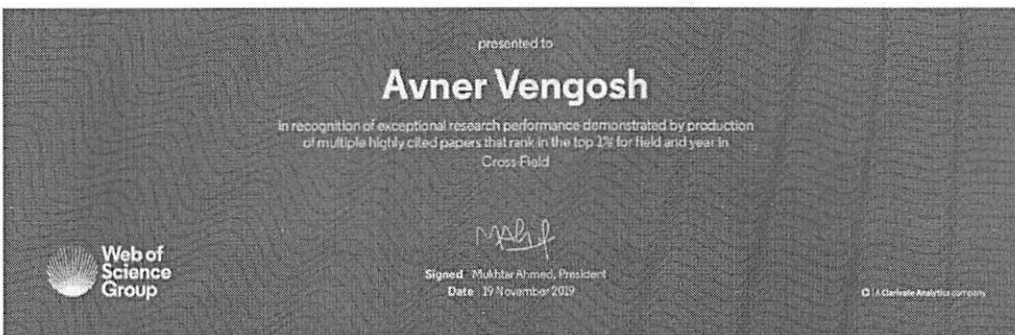 presented to
Avner Vengosh
in recognition of exceptional research performance demonstrated by production
of multiple highly cited papers that rank in the top 1% for field and year in
Cross-Field
Web of
Science
Group
Signed Mukhtar Ahmed, President
Date 19 November 2019
A Clarivate Analytics company